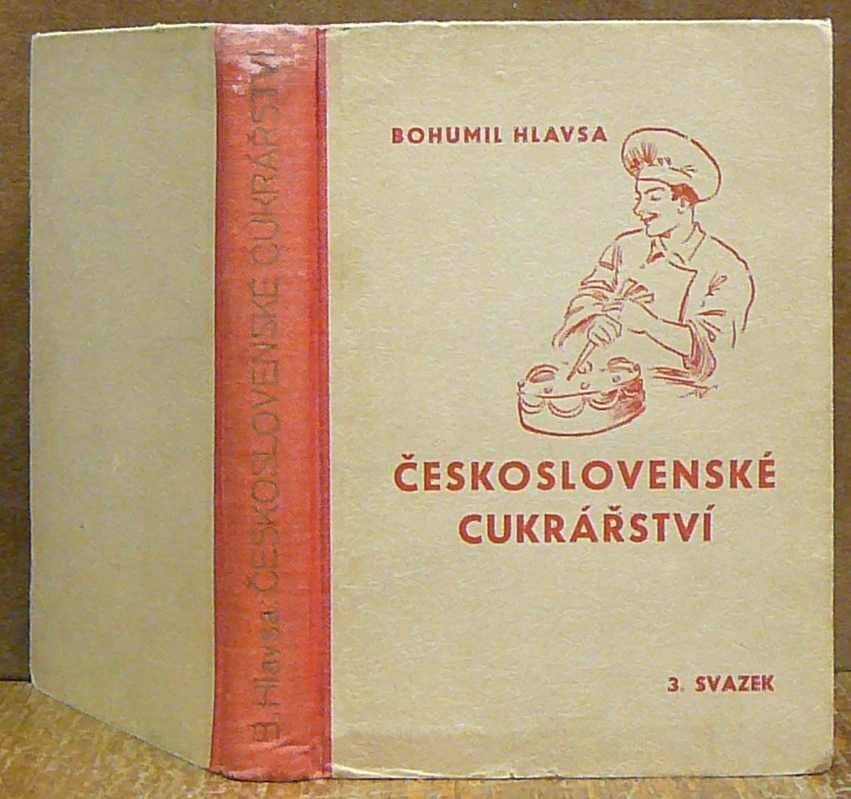 B. Hlavsa: ČESKOSLOVENSKÉ CUKRÁŘSTVÍ
BOHUMIL HLAVSA
ČESKOSLOVENSKÉ
CUKRÁŘSTVÍ
3. SVAZEK